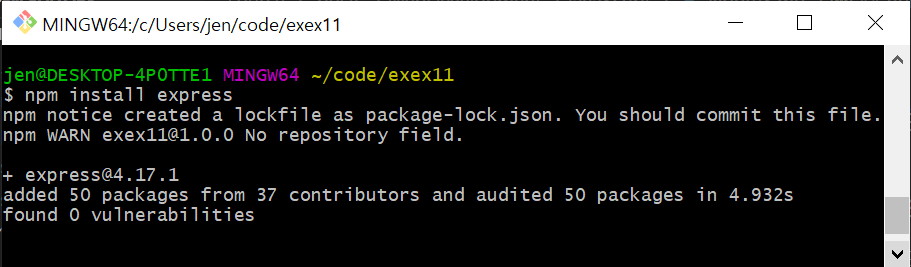 MINGW64:/c/Users/jen/code/exex11
jen@DESKTOP-4P0TTE1 MINGW64 ~/code/exex11
$ npm install express
npm notice created a lockfile as package-lock.json. You should commit this file.
npm WARN exex11@1.0.0 No repository field.
+ express@4.17.1
added 50 packages from 37 contributors and audited 50 packages in 4.932s
found 0 vulnerabilities